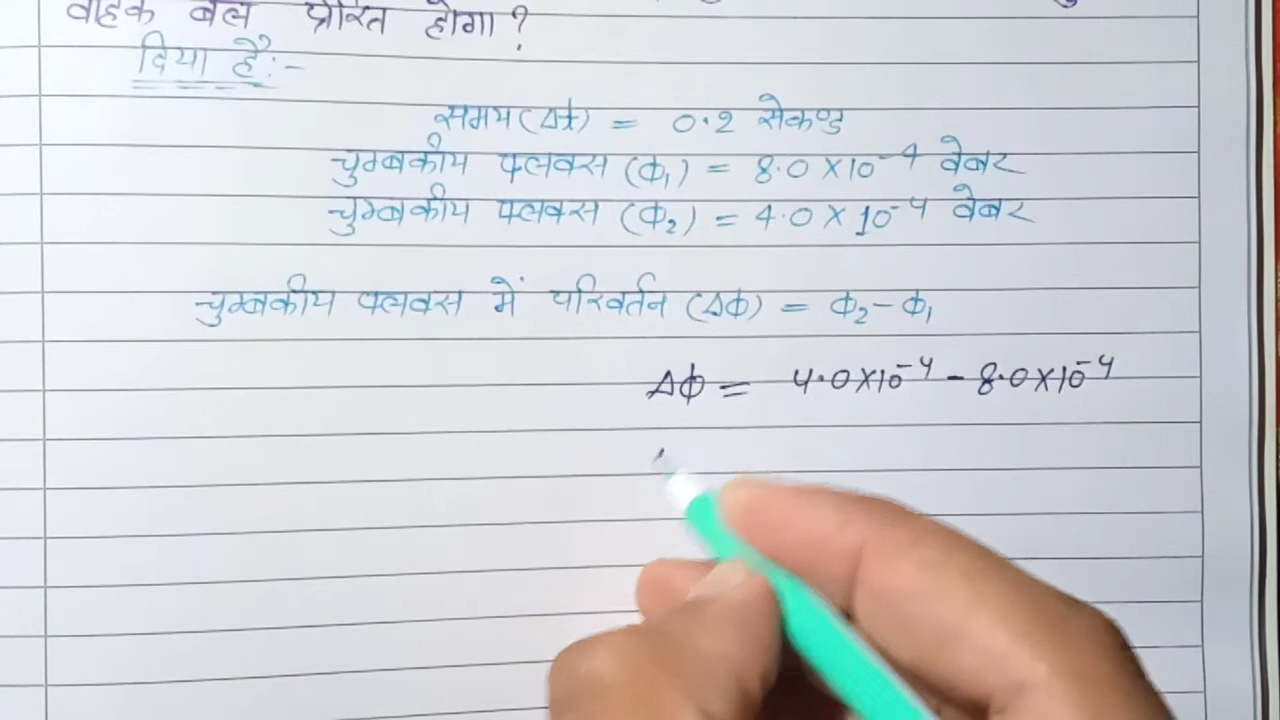 वाहक बल प्रेरित होगा?
दिया है:-
समय(Δt) = 0.2 सेकण्ड
चुम्बकीय फ्लक्स (Φ₁) = 8.0 × 10⁻⁴ वेबर
चुम्बकीय फ्लक्स (Φ₂) = 4.0 × 10⁻⁴ वेबर
चुम्बकीय फ्लक्स में परिवर्तन (ΔΦ) = Φ₂ - Φ₁
ΔΦ = 4.0×10⁻⁴ - 8.0×10⁻⁴